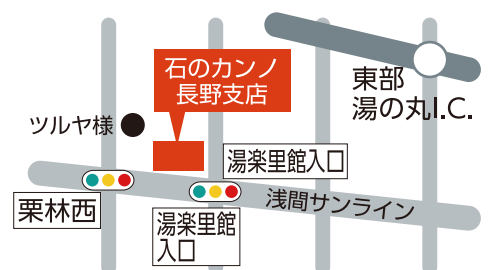 石のカンノ
長野支店
東部
湯の丸I.C.
ツルヤ様
湯楽里館入口
浅間サンライン
栗林西
湯楽里館
入口